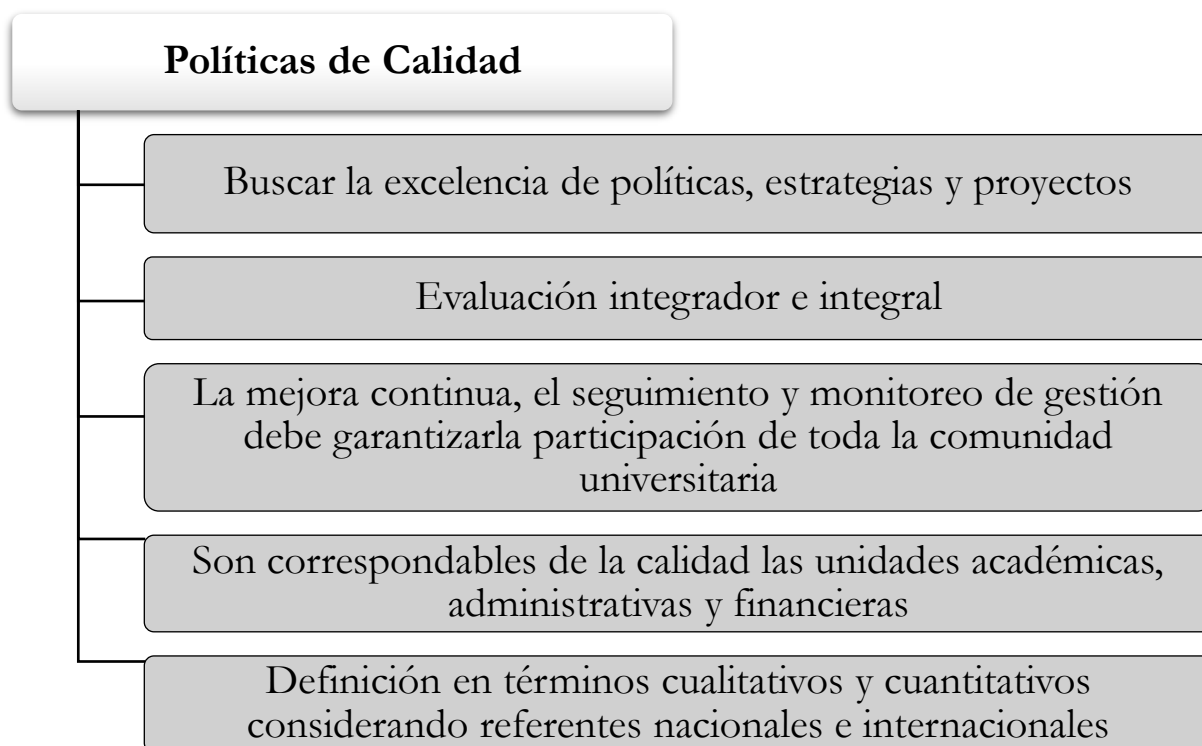 Políticas de Calidad
Buscar la excelencia de políticas, estrategias y proyectos
Evaluación integrador e integral
La mejora continua, el seguimiento y monitoreo de gestión
debe garantizarla participación de toda la comunidad
universitaria
Son correspondables de la calidad las unidades académicas,
administrativas y financieras
Definición en términos cualitativos y cuantitativos
considerando referentes nacionales e internacionales